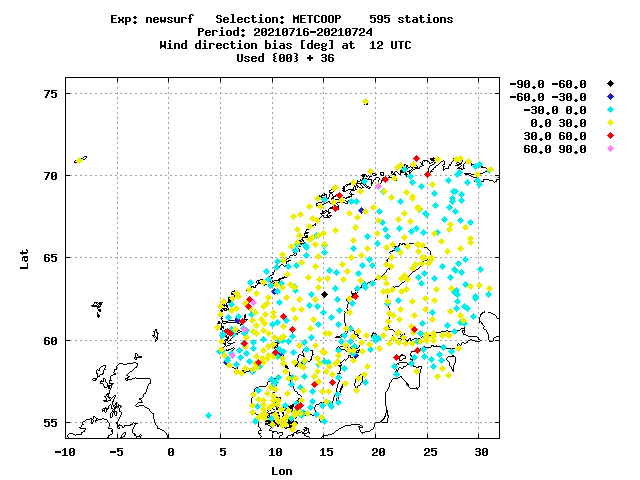 Exp: newsurf Selection: METCOOP 595 stations
Period: 20210716-20210724
Wind direction bias [deg] at 12 UTC
Used {00} + 36
-90.0 -60.0
-60.0 -30.0
-30.0 0.0
0.0 30.0
30.0 60.0
60.0 90.0
75
70
65
60
55
Lat
-10 -5 0 5 10 15 20 25 30
Lon